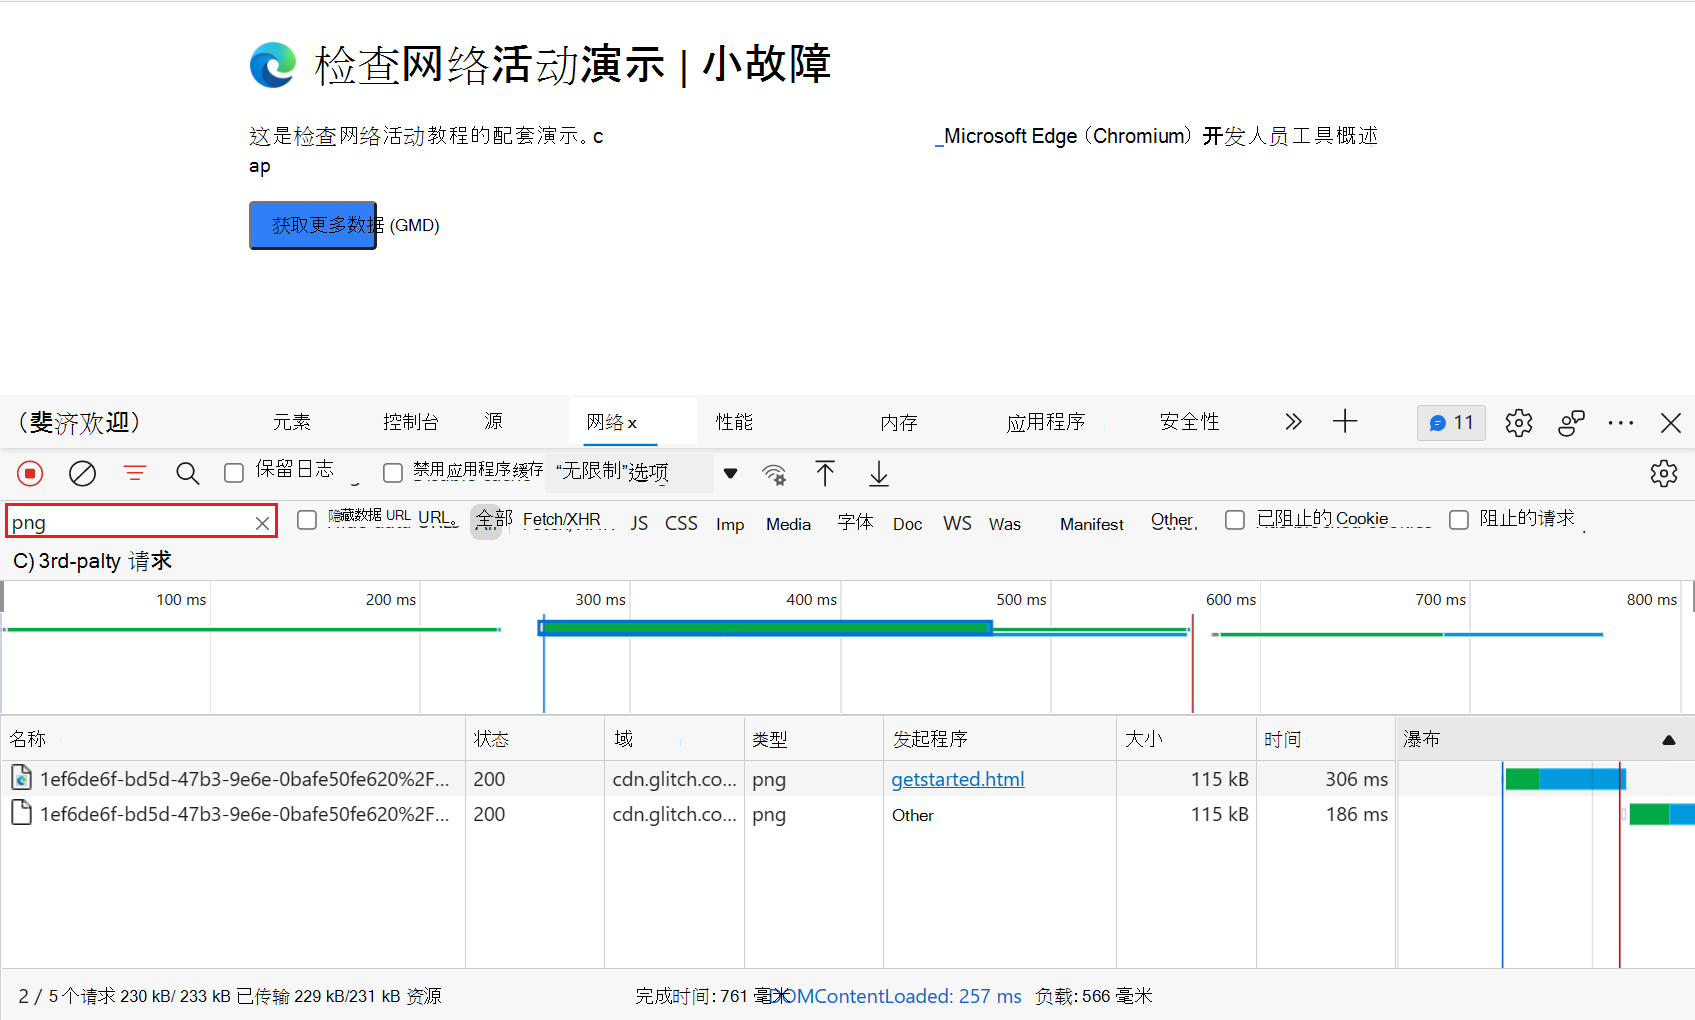 检查网络活动演示 | 小故障
这是检查网络活动教程的配套演示。c _Microsoft Edge (Chromium) 开发人员工具概述
ap
获取更多数据 (GMD)
(斐济欢迎) 元素 控制台 源 网络 x 性能 内存 应用程序 安全性 11
保留日志 禁用应用程序缓存 “无限制”选项
png 隐藏数据 URL URL。 全部 Fetch/XHR JS CSS Imp Media 字体 Doc WS Was Manifest Other. 已阻止的 Cookie 阻止的请求
C) 3rd-palty 请求
100 ms 200 ms 300 ms 400 ms 500 ms 600 ms 700 ms 800 ms
名称 状态 域 类型 发起程序 大小 时间 瀑布
1ef6de6f-bd5d-47b3-9e6e-0bafe50fe620%2F... 200 cdn.glitch.co... png getstarted.html 115 kB 306 ms
1ef6de6f-bd5d-47b3-9e6e-0bafe50fe620%2F... 200 cdn.glitch.co... png Other 115 kB 186 ms
2 / 5 个请求 230 kB/ 233 kB 已传输 229 kB/231 kB 资源 完成时间: 761 毫米 DOMContentLoaded: 257 ms 负载: 566 毫米